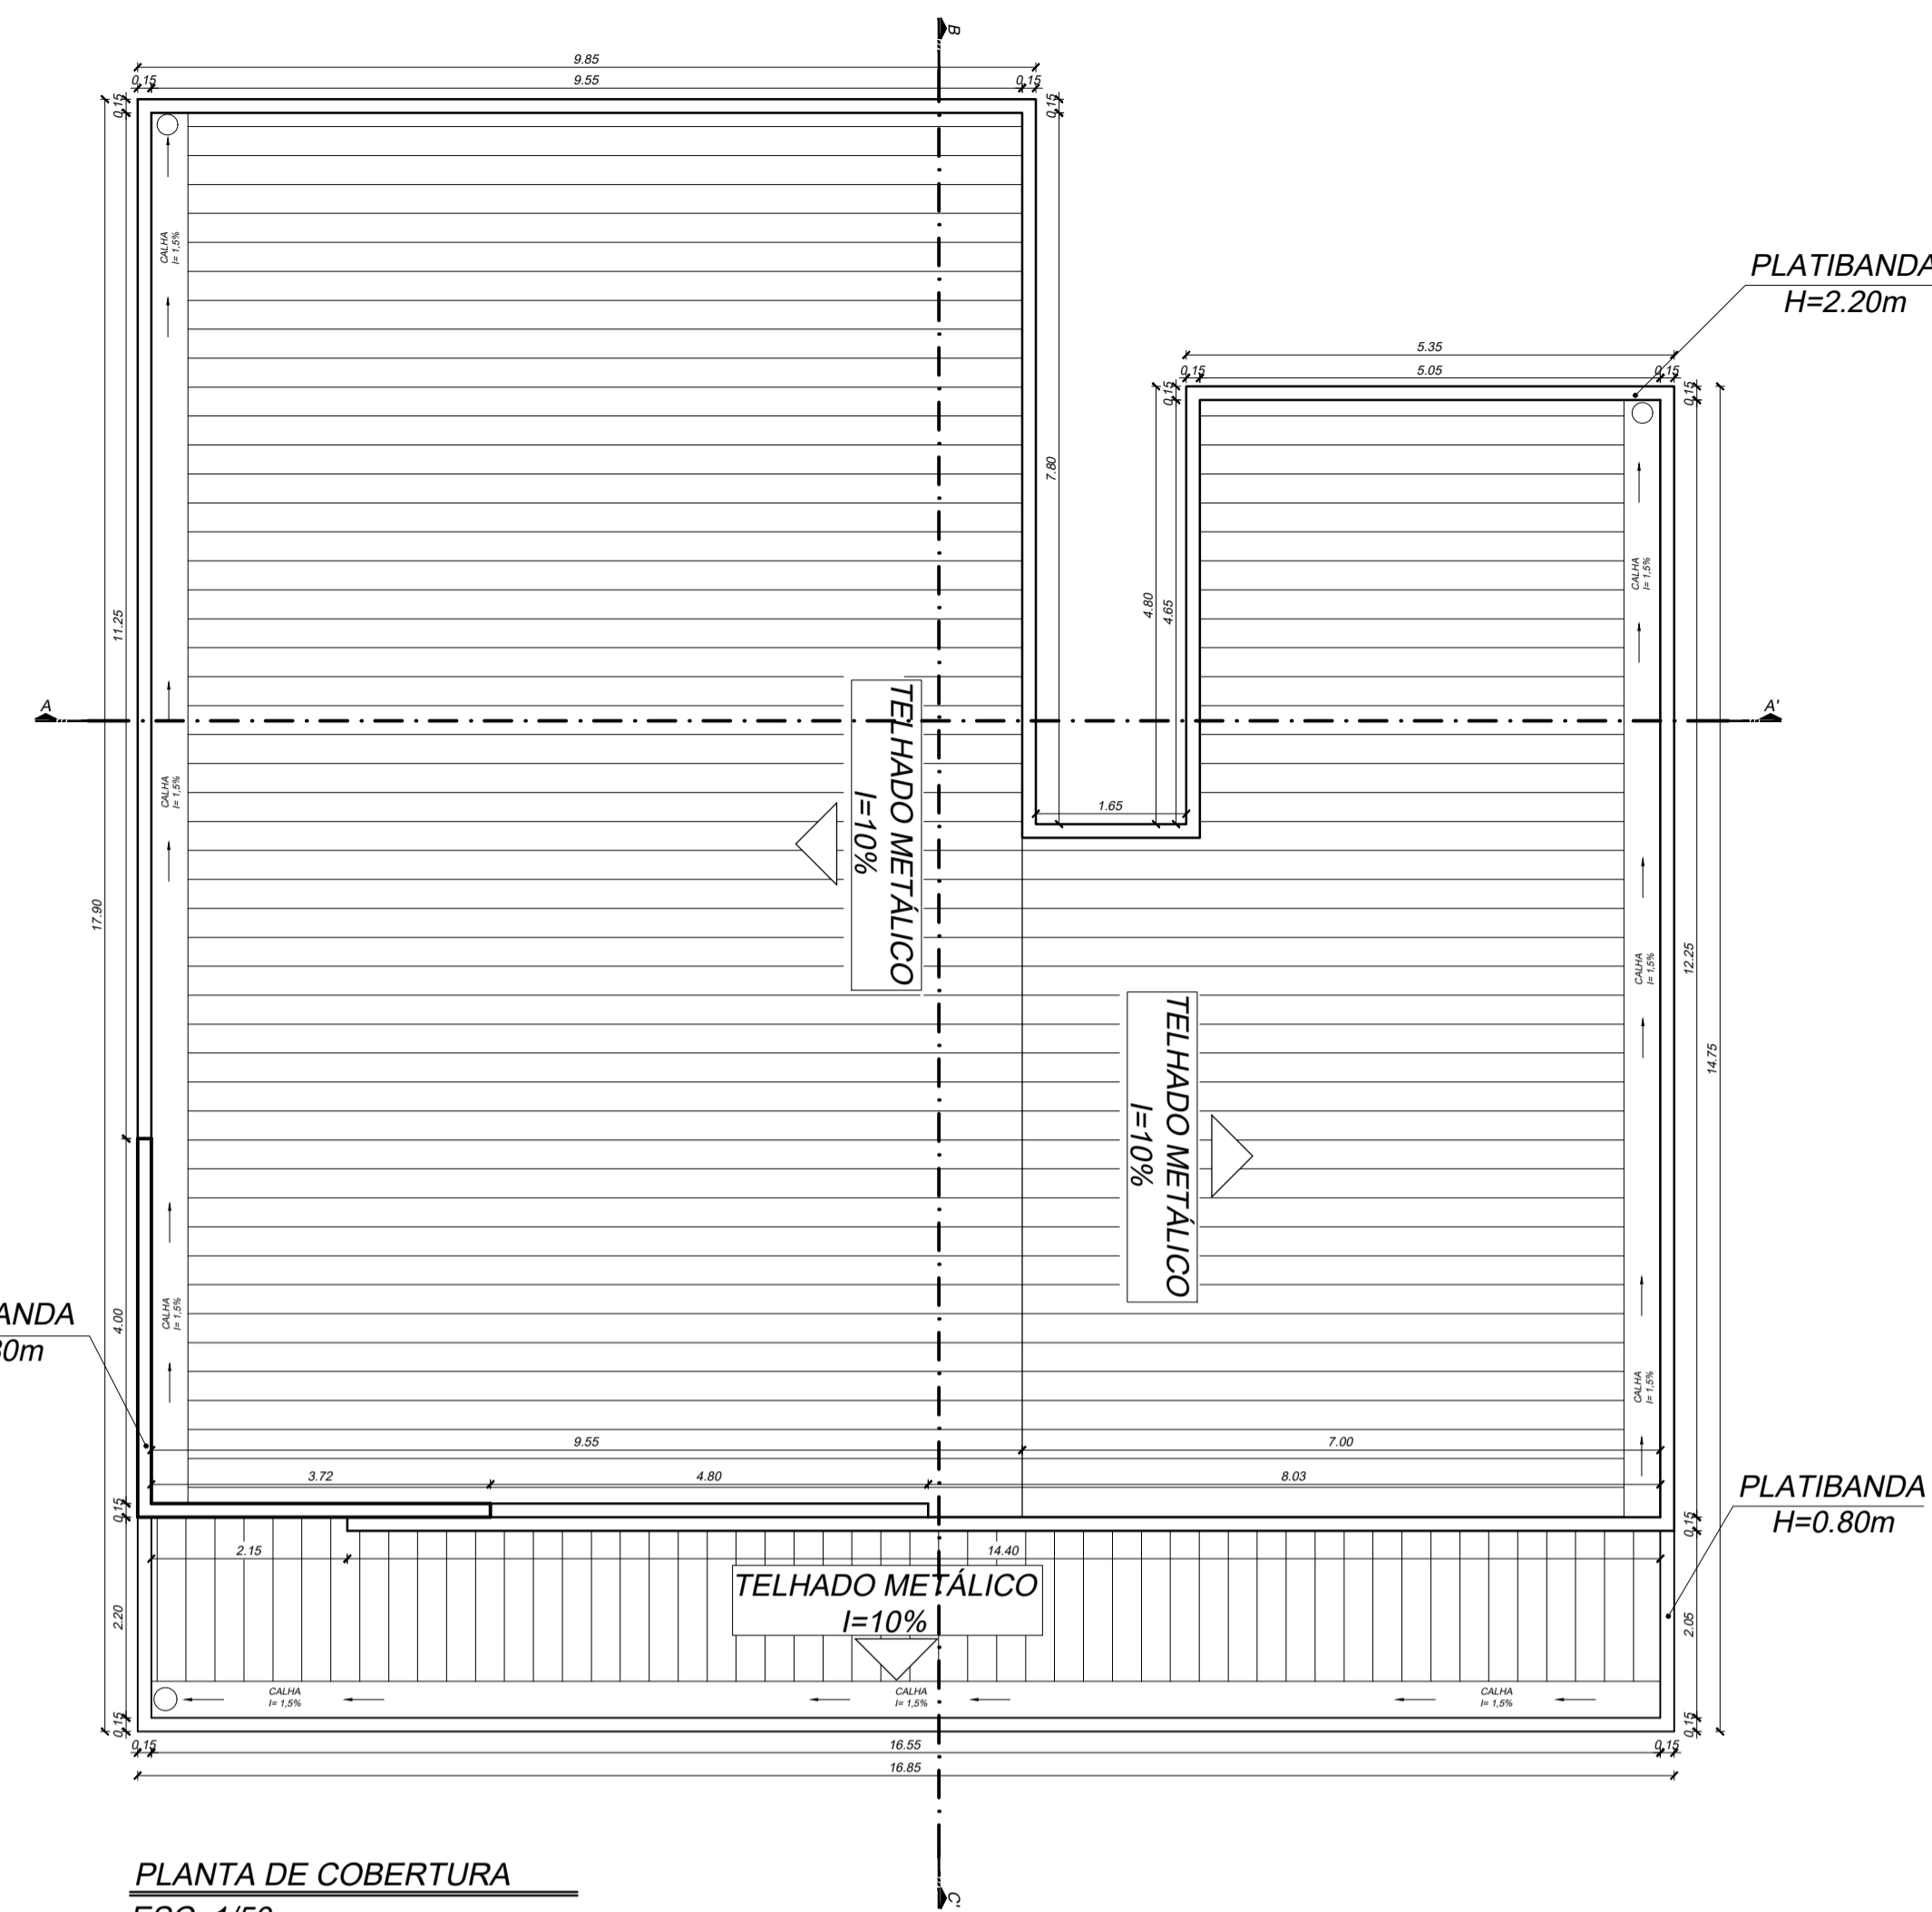 B
9.85
0.15
9.55
0.15
0.15
0.15
CALHA
I= 1,5%
PLATIBANDA
H=2.20m
5.35
0.15
5.05
0.15
0.15
0.15
7.80
4.80
4.65
CALHA
I= 1,5%
11.25
A
A'
TELHADO METÁLICO
I=10%
CALHA
I= 1,5%
1.65
17.90
12.25
CALHA
I= 1,5%
14.75
TELHADO METÁLICO
I=10%
4.00
CALHA
I= 1,5%
ANDA
0m
CALHA
I= 1,5%
9.55
7.00
3.72
4.80
8.03
PLATIBANDA
H=0.80m
0.15
0.15
2.15
14.40
TELHADO METÁLICO
I=10%
2.20
2.05
CALHA
I= 1,5%
CALHA
I= 1,5%
CALHA
I= 1,5%
0.15
0.15
0.15
16.55
0.15
16.85
PLANTA DE COBERTURA
C'